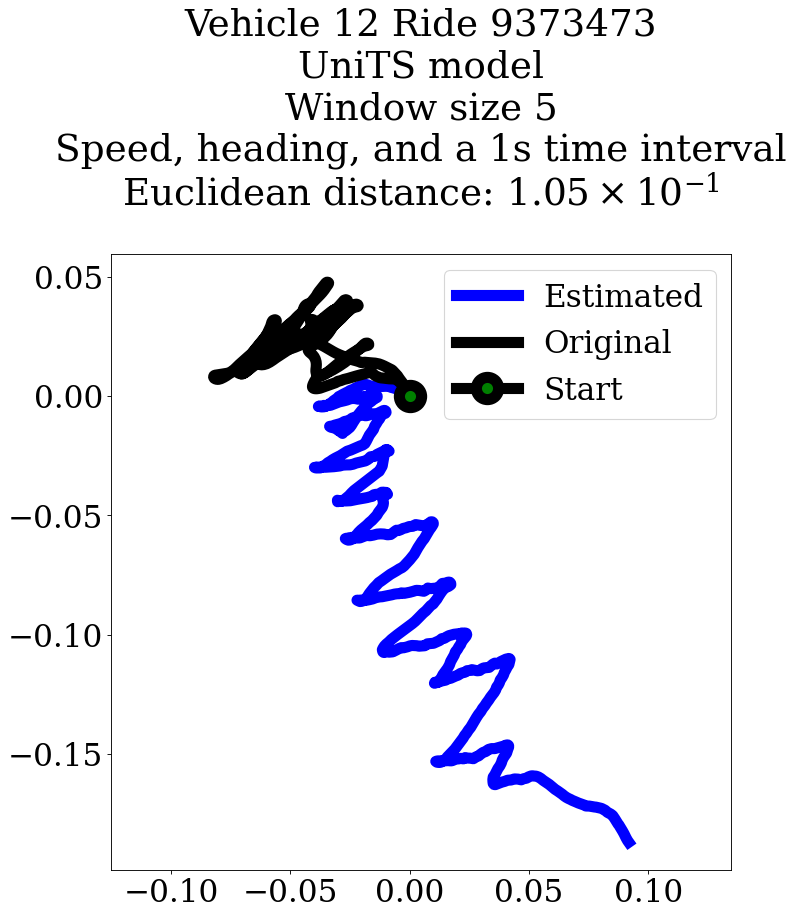 Vehicle 12 Ride 9373473
UniTS model
Window size 5
Speed, heading, and a 1s time interval
Euclidean distance: 1.05 × 10⁻¹
Estimated
Original
Start
0.05
0.00
−0.05
−0.10
−0.15
−0.10 −0.05 0.00 0.05 0.10